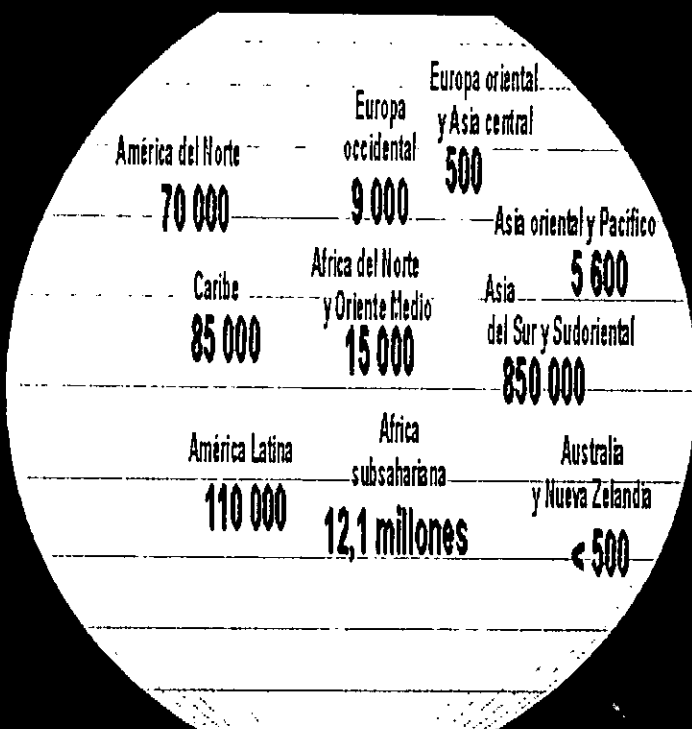 Europa oriental
y Asia central
500
Europa
occidental
9 000
América del Norte
70 000
Asia oriental y Pacífico
5 600
Africa del Norte
y Oriente Medio
15 000
Caribe
85 000
Asia
del Sur y Sudoriental
850 000
América Latina
110 000
Africa
subsahariana
12,1 millones
Australia
y Nueva Zelandia
< 500